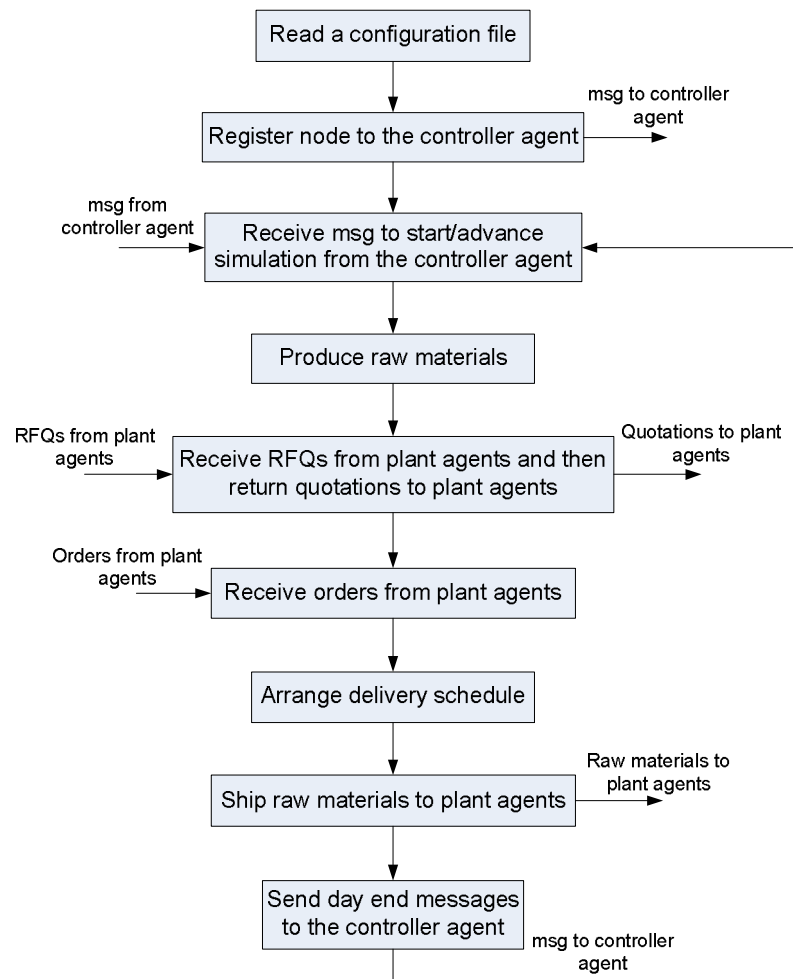 Read a configuration file
msg to controller
agent
Register node to the controller agent
msg from
controller agent
Receive msg to start/advance
simulation from the controller agent
Produce raw materials
RFQs from plant
agents
Receive RFQs from plant agents and then
return quotations to plant agents
Quotations to plant
agents
Orders from plant
agents
Receive orders from plant agents
Arrange delivery schedule
Raw materials to
plant agents
Ship raw materials to plant agents
Send day end messages
to the controller agent
msg to controller
agent